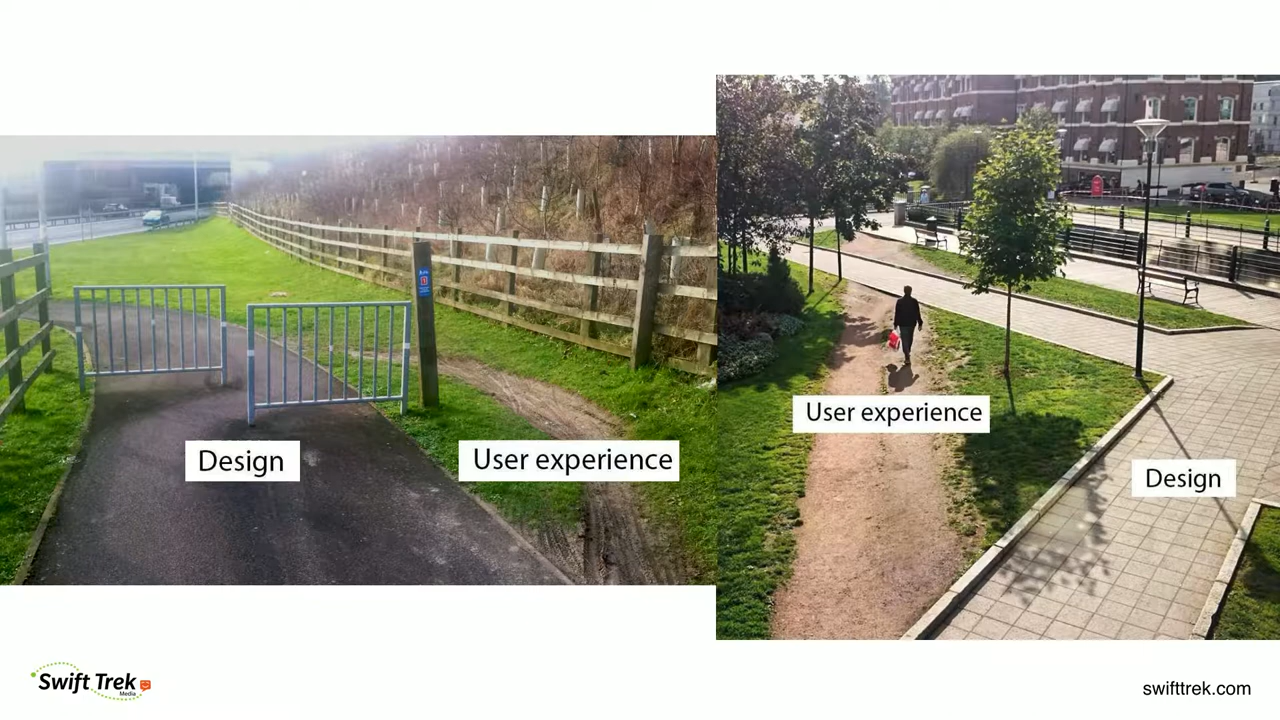 Design
User experience
User experience
Design
Swift Trek
Media
swifttrek.com